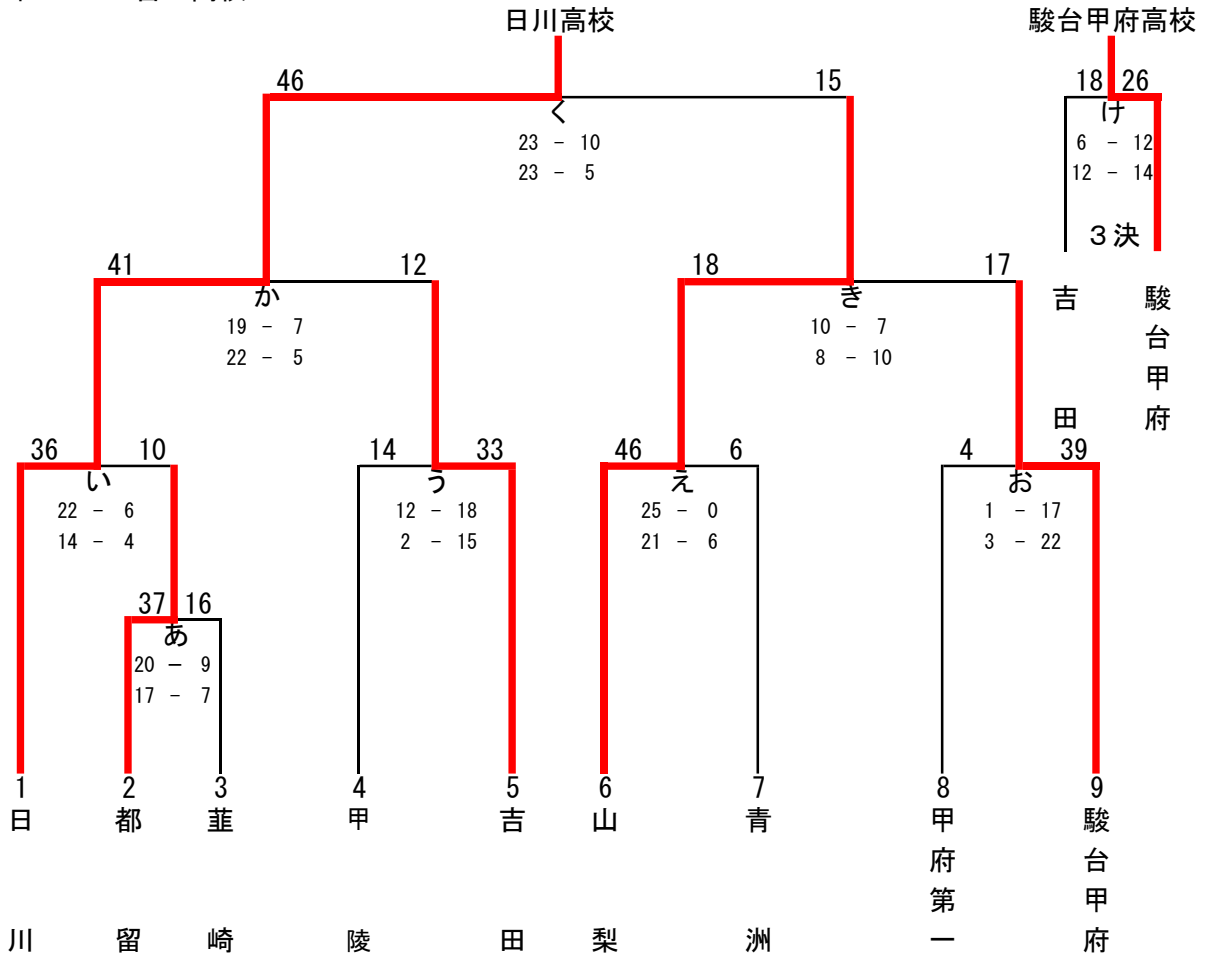 日川高校 駿台甲府高校
46 15 18 26
く け
23 － 10 6 － 12
23 － 5 12 － 14
3決
吉田 駿台甲府
41 12 18 17
か き
19 － 7 10 － 7
22 － 5 8 － 10
36 10 14 33 46 6 4 39
い う え お
22 － 6 12 － 18 25 － 0 1 － 17
14 － 4 2 － 15 21 － 6 3 － 22
37 16
あ
20 － 9
17 － 7
1 2 3 4 5 6 7 8 9
日川 都留 韮崎 甲陵 吉田 山梨 青洲 甲府第一 駿台甲府